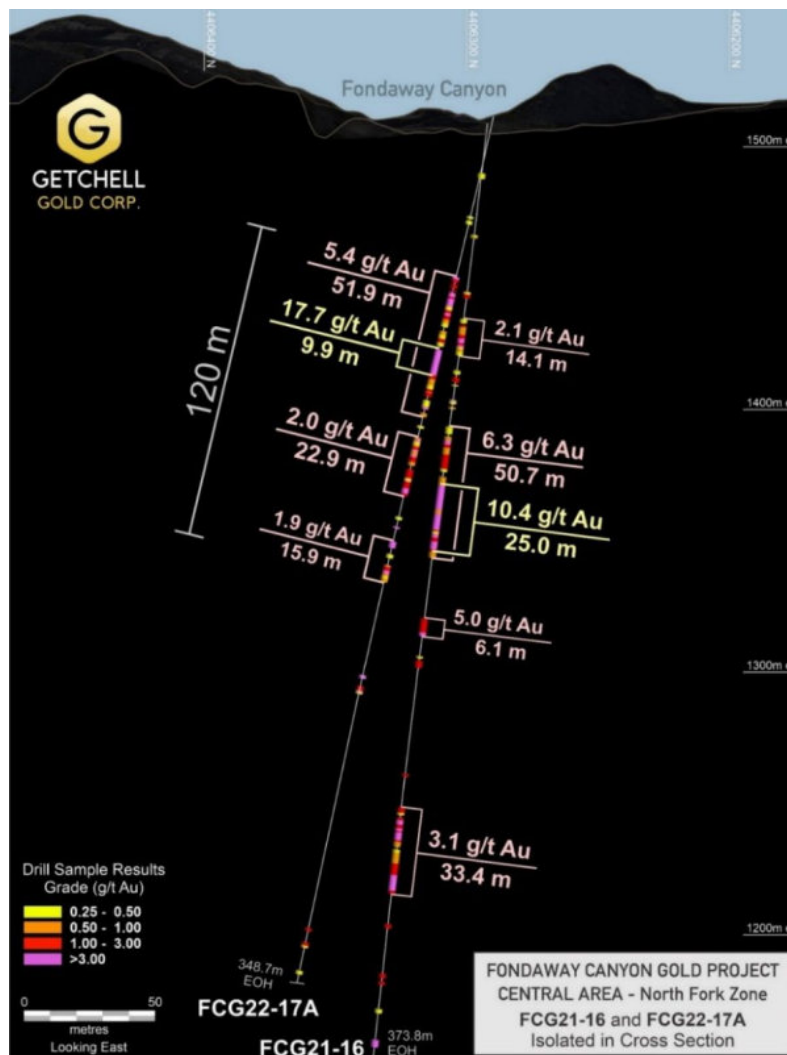 4406400 N
4406300 N
4406200 N
Fondaway Canyon
G
GETCHELL
GOLD CORP.
1500m e
120 m
5.4 g/t Au
51.9 m
17.7 g/t Au
9.9 m
2.1 g/t Au
14.1 m
1400m e
2.0 g/t Au
22.9 m
6.3 g/t Au
50.7 m
10.4 g/t Au
25.0 m
1.9 g/t Au
15.9 m
5.0 g/t Au
6.1 m
1300m e
3.1 g/t Au
33.4 m
Drill Sample Results
Grade (g/t Au)
0.25 - 0.50
0.50 - 1.00
1.00 - 3.00
>3.00
0 50
metres
Looking East
1200m e
348.7m
EOH
FCG22-17A
FCG21-16
373.8m
EOH
FONDAWAY CANYON GOLD PROJECT
CENTRAL AREA - North Fork Zone
FCG21-16 and FCG22-17A
Isolated in Cross Section